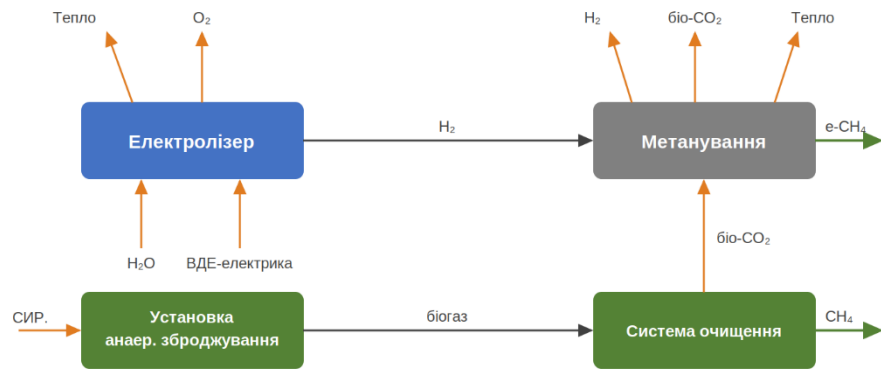 Тепло
O₂
H₂
біо-CO₂
Тепло
Електролізер
H₂
Метанування
е-CH₄
H₂O
ВДЕ-електрика
біо-CO₂
СИР.
Установка
анаер. зброджування
біогаз
Система очищення
CH₄